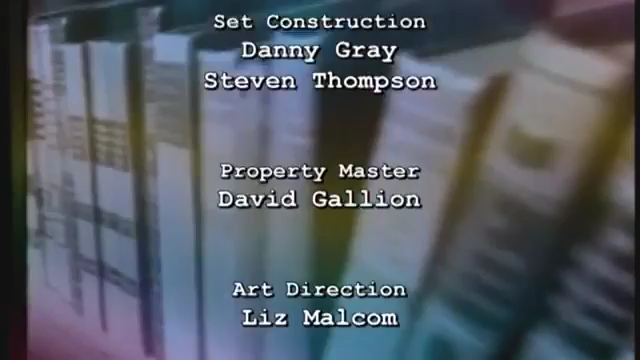 Set Construction
Danny Gray
Steven Thompson
Property Master
David Gallion
Art Direction
Liz Malcom